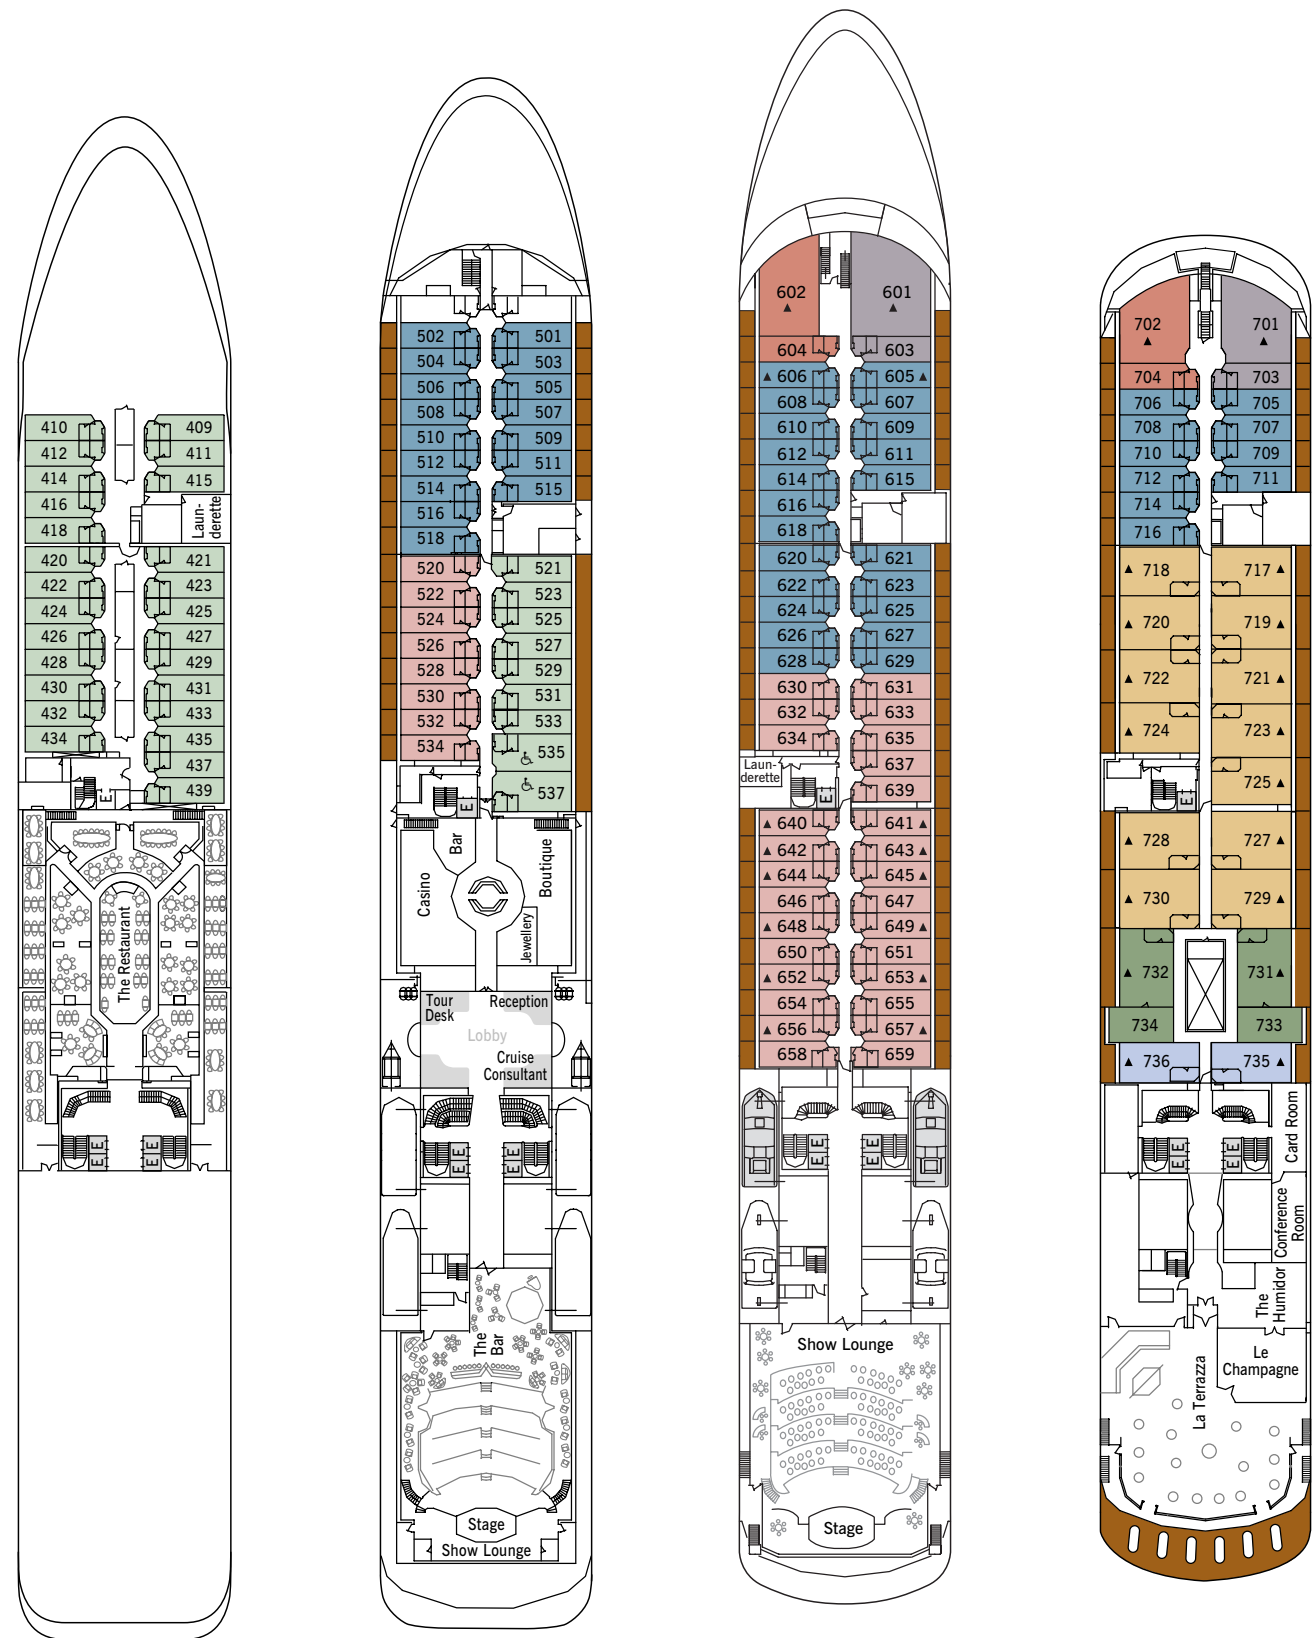 410 409
412 411
414 415
416
418
Laun-
derette
420 421
422 423
424 425
426 427
428 429
430 431
432 433
434 435
437
439
E
The Restaurant
E E
E E
502 501
504 503
506 505
508 507
510 509
512 511
514 515
516
518
520 521
522 523
524 525
526 527
528 529
530 531
532 533
534 535
537
E
Bar
Casino
Boutique
Jewellery
Tour
Desk
Reception
Lobby
Cruise
Consultant
E E
E E
The
Bar
Stage
Show Lounge
602 601
604 603
606 605
608 607
610 609
612 611
614 615
616
618
620 621
622 623
624 625
626 627
628 629
630 631
632 633
634 635
637
639
Laun-
derette
E
640 641
642 643
644 645
646 647
648 649
650 651
652 653
654 655
656 657
658 659
E E
E E
Show Lounge
Stage
702 701
704 703
706 705
708 707
710 709
712 711
714
716
718 717
720 719
722 721
724 723
725
E
728 727
730 729
732 731
734 733
736 735
E E
E E
Card Room
Conference
Room
The
Humidor
Le
Champagne
La Terrazza